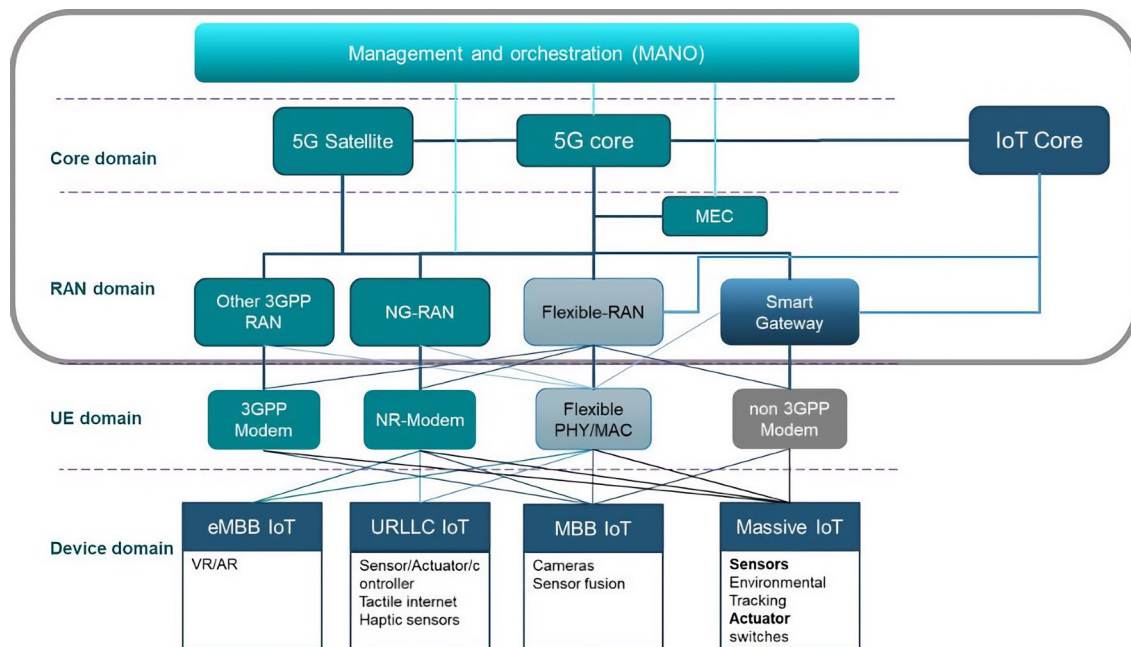 Management and orchestration (MANO)
Core domain
5G Satellite
5G core
IoT Core
MEC
RAN domain
Other 3GPP
RAN
NG-RAN
Flexible-RAN
Smart
Gateway
UE domain
3GPP
Modem
NR-Modem
Flexible
PHY/MAC
non 3GPP
Modem
Device domain
eMBB IoT
VR/AR
URLLC IoT
Sensor/Actuator/c
ontroller
Tactile internet
Haptic sensors
MBB IoT
Cameras
Sensor fusion
Massive IoT
Sensors
Environmental
Tracking
Actuator
switches